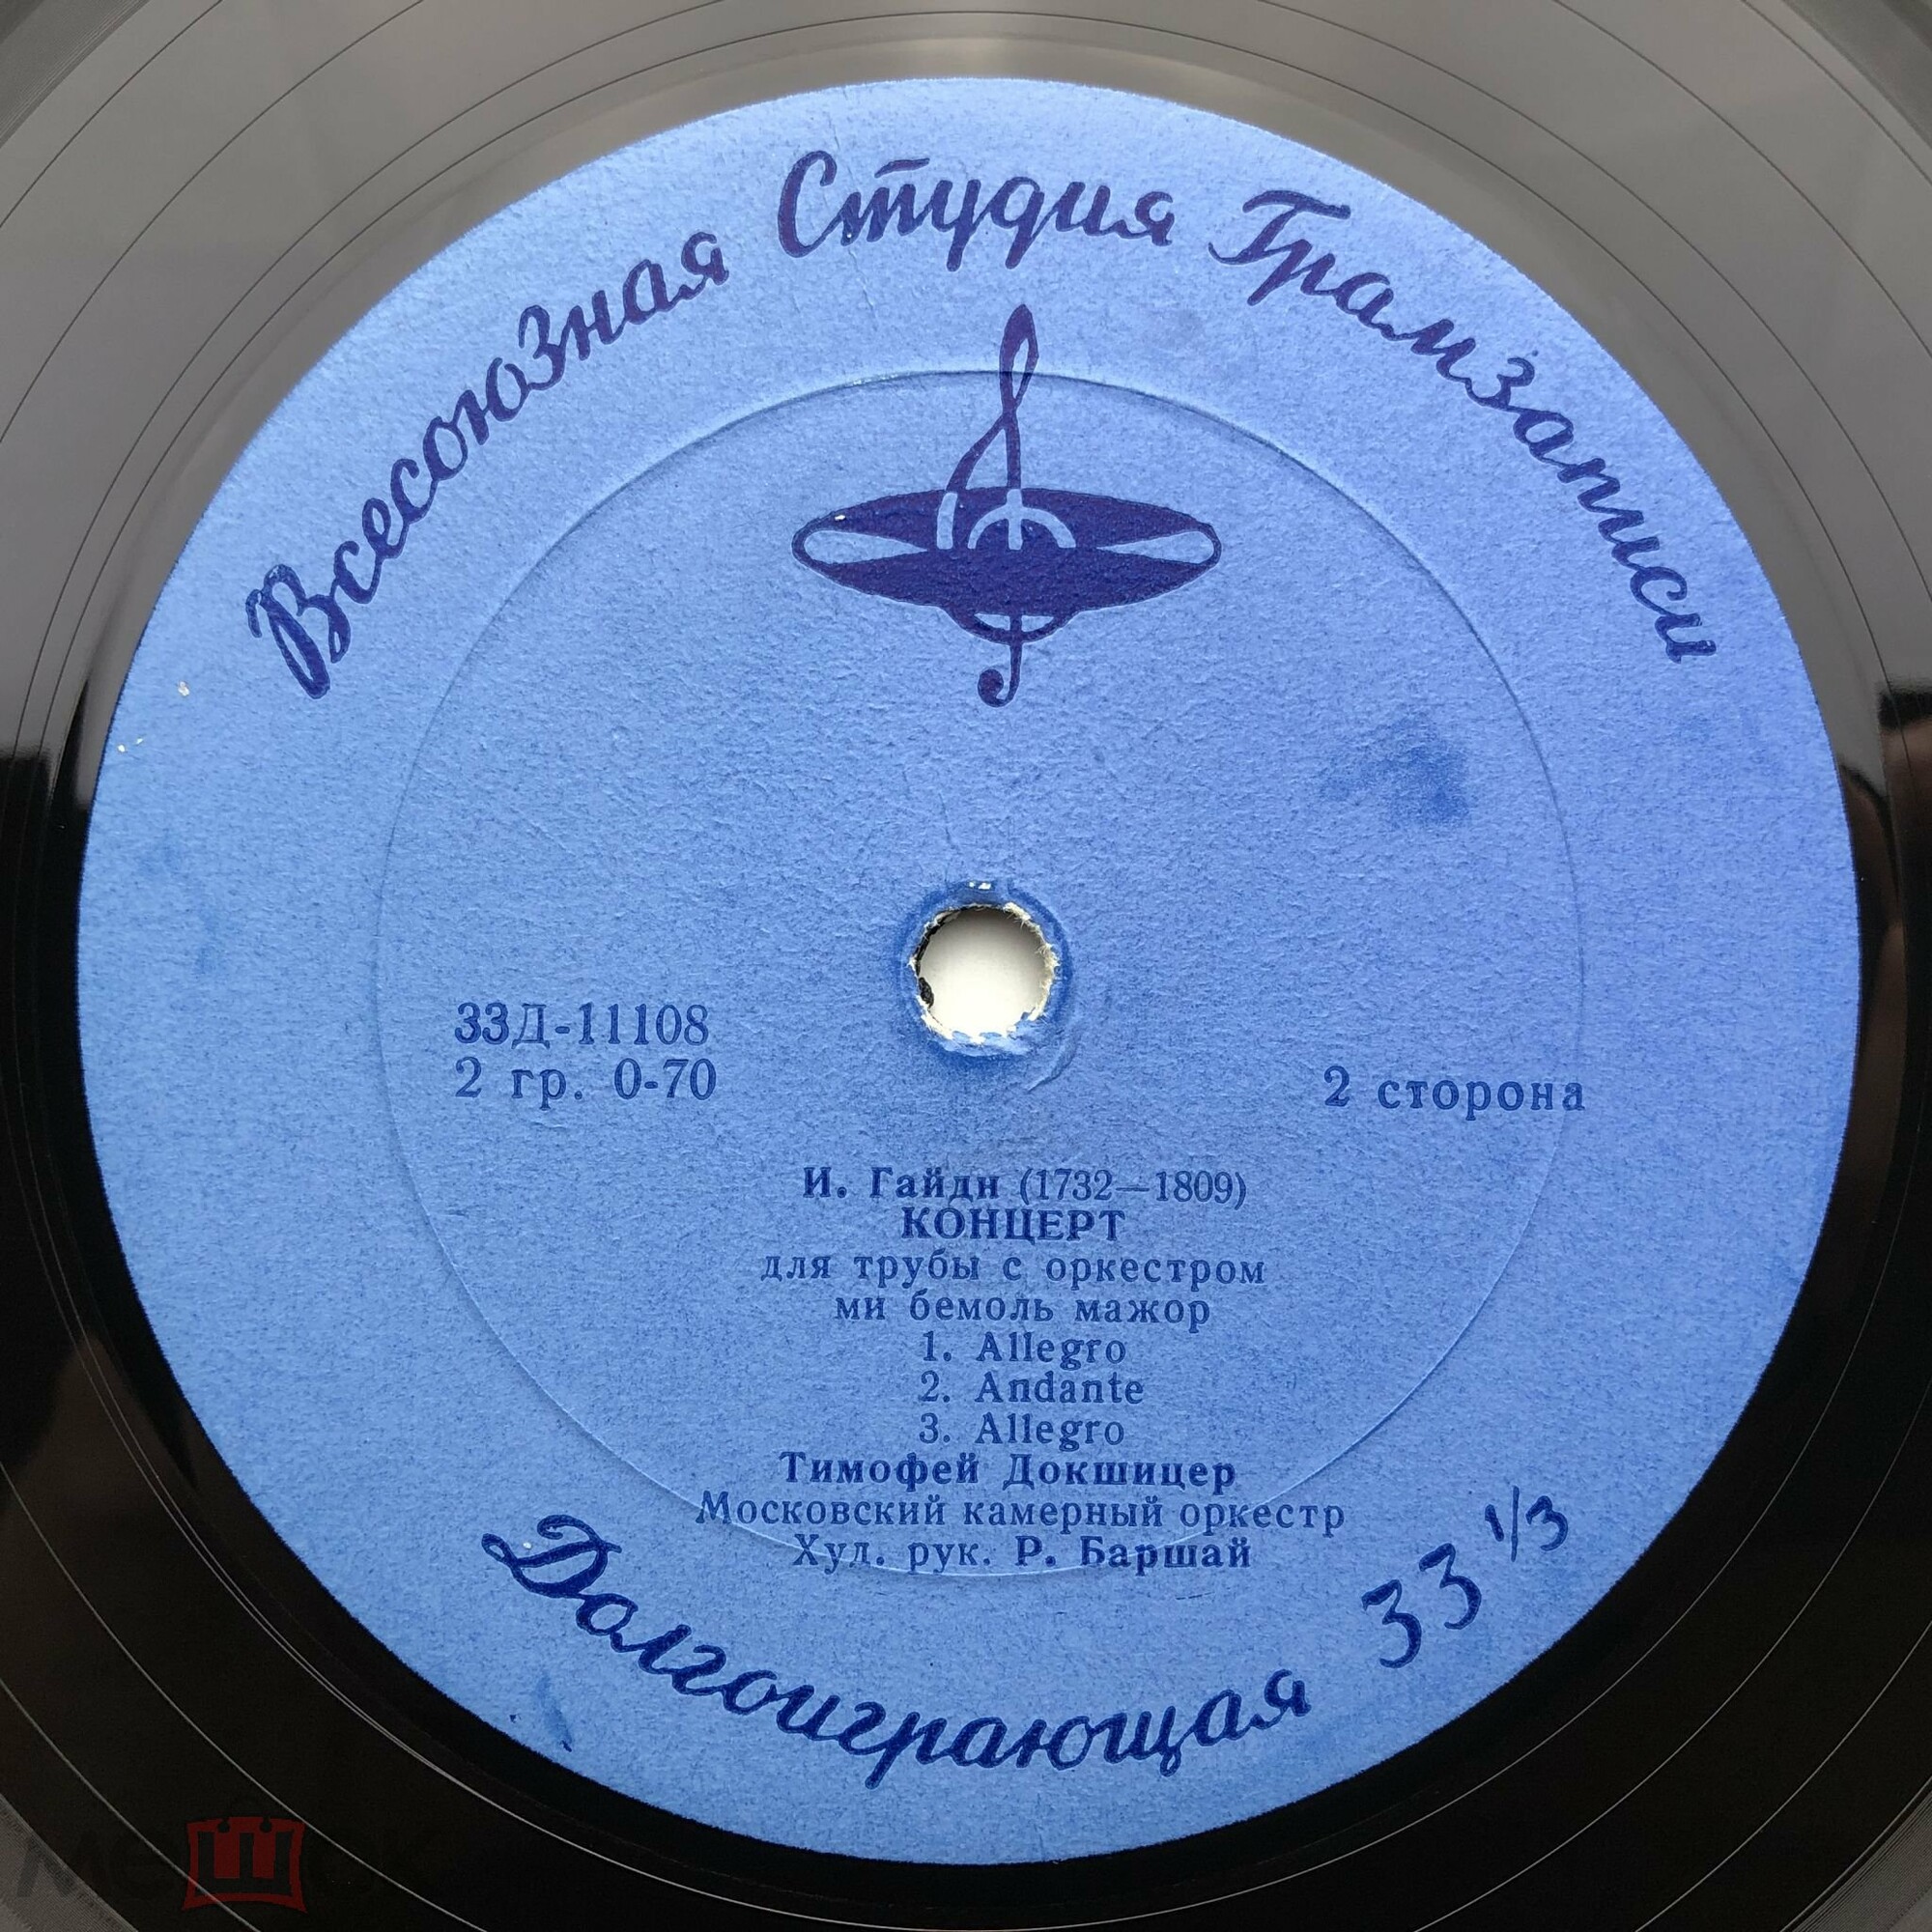 Всесоюзная Студия Грамзаписи
33Д-11108
2 гр. 0-70
2 сторона
И. Гайдн (1732—1809)
КОНЦЕРТ
для трубы с оркестром
ми бемоль мажор
1. Allegro
2. Andante
3. Allegro
Тимофей Докшицер
Московский камерный оркестр
Худ. рук. Р. Баршай
Долгоиграющая 33 1/3
мешок